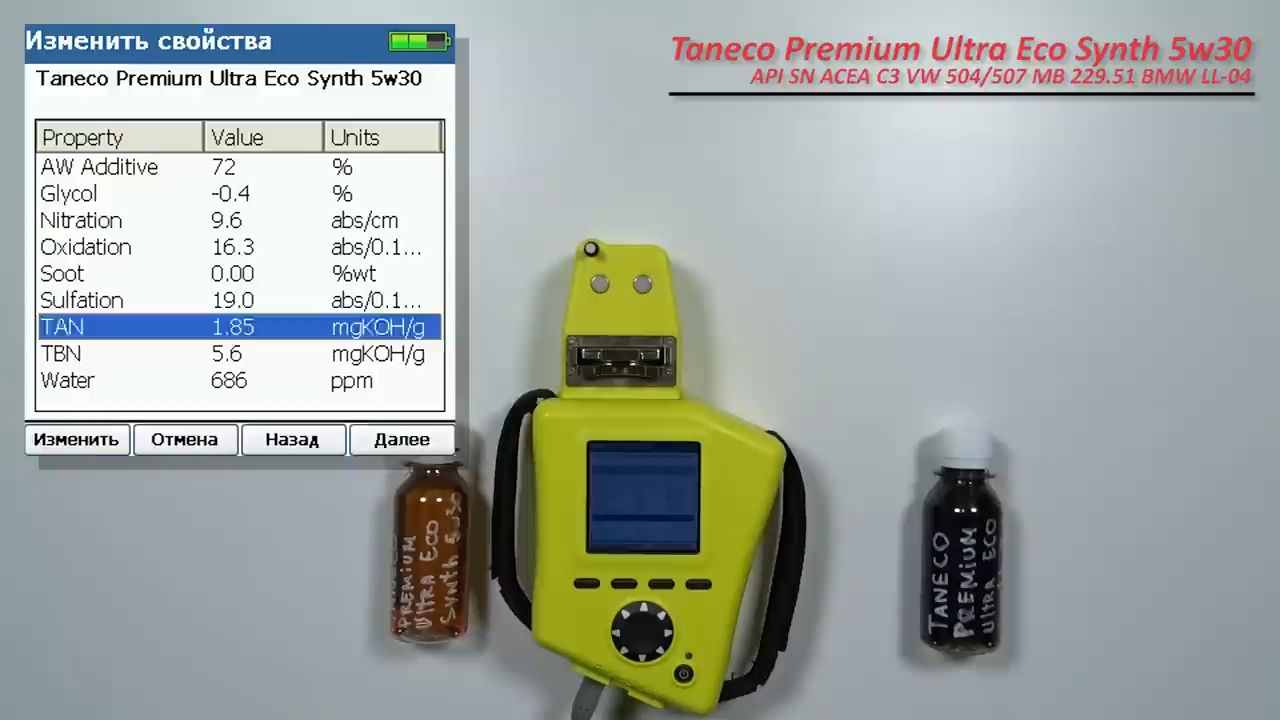 Изменить свойства
Taneco Premium Ultra Eco Synth 5w30
Property Value Units
AW Additive 72 %
Glycol -0.4 %
Nitration 9.6 abs/cm
Oxidation 16.3 abs/0.1...
Soot 0.00 %wt
Sulfation 19.0 abs/0.1...
TAN 1.85 mgKOH/g
TBN 5.6 mgKOH/g
Water 686 ppm
Изменить Отмена Назад Далее
Taneco Premium Ultra Eco Synth 5w30
API SN ACEA C3 VW 504/507 MB 229.51 BMW LL-04
PREMIUM
Ultra Eco
Synth 5w30
TANECO
PREMIUM
Ultra Eco